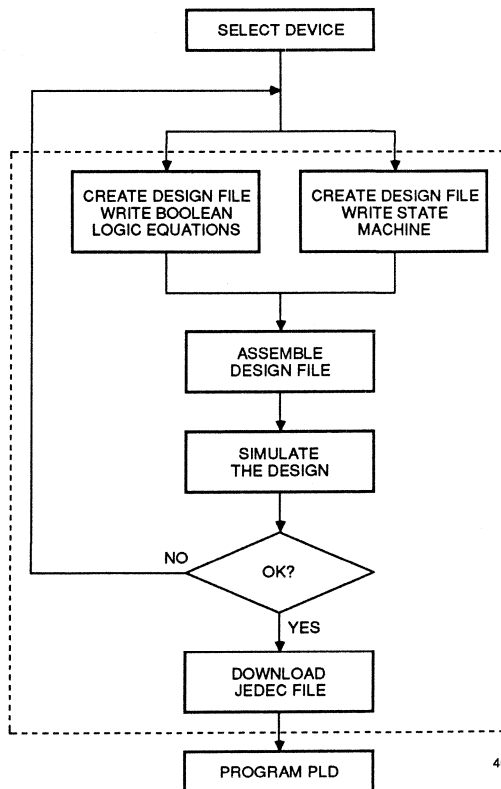 SELECT DEVICE
CREATE DESIGN FILE
WRITE BOOLEAN
LOGIC EQUATIONS
CREATE DESIGN FILE
WRITE STATE
MACHINE
ASSEMBLE
DESIGN FILE
SIMULATE
THE DESIGN
NO
OK?
YES
DOWNLOAD
JEDEC FILE
PROGRAM PLD
4